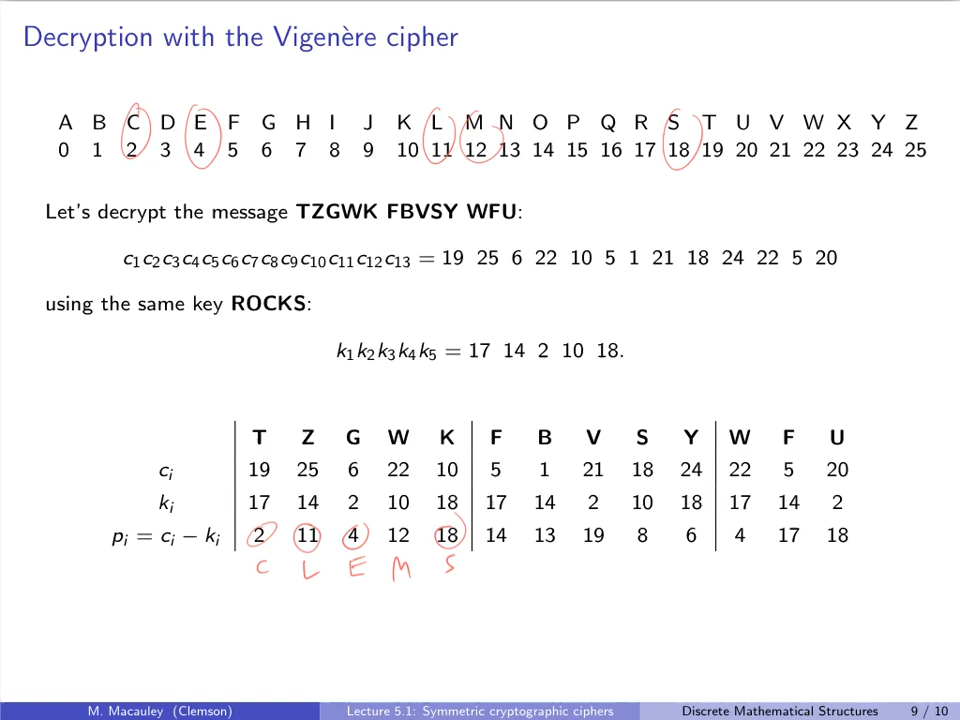 Decryption with the Vigenère cipher
A B C D E F G H I J K L M N O P Q R S T U V W X Y Z
0 1 2 3 4 5 6 7 8 9 10 11 12 13 14 15 16 17 18 19 20 21 22 23 24 25
Let's decrypt the message TZGWK FBVSY WFU:
c₁c₂c₃c₄c₅c₆c₇c₈c₉c₁₀c₁₁c₁₂c₁₃ = 19 25 6 22 10 5 1 21 18 24 22 5 20
using the same key ROCKS:
k₁k₂k₃k₄k₅ = 17 14 2 10 18.
T Z G W K F B V S Y W F U
cᵢ 19 25 6 22 10 5 1 21 18 24 22 5 20
kᵢ 17 14 2 10 18 17 14 2 10 18 17 14 2
pᵢ = cᵢ − kᵢ 2 11 4 12 18 14 13 19 8 6 4 17 18
C L E M S
M. Macauley (Clemson) Lecture 5.1: Symmetric cryptographic ciphers Discrete Mathematical Structures 9 / 10